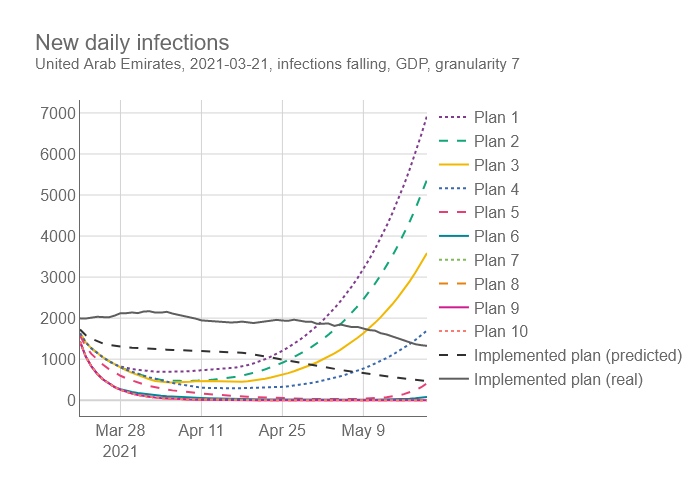 New daily infections
United Arab Emirates, 2021-03-21, infections falling, GDP, granularity 7
7000
6000
5000
4000
3000
2000
1000
0
Mar 28
2021
Apr 11
Apr 25
May 9
Plan 1
Plan 2
Plan 3
Plan 4
Plan 5
Plan 6
Plan 7
Plan 8
Plan 9
Plan 10
Implemented plan (predicted)
Implemented plan (real)